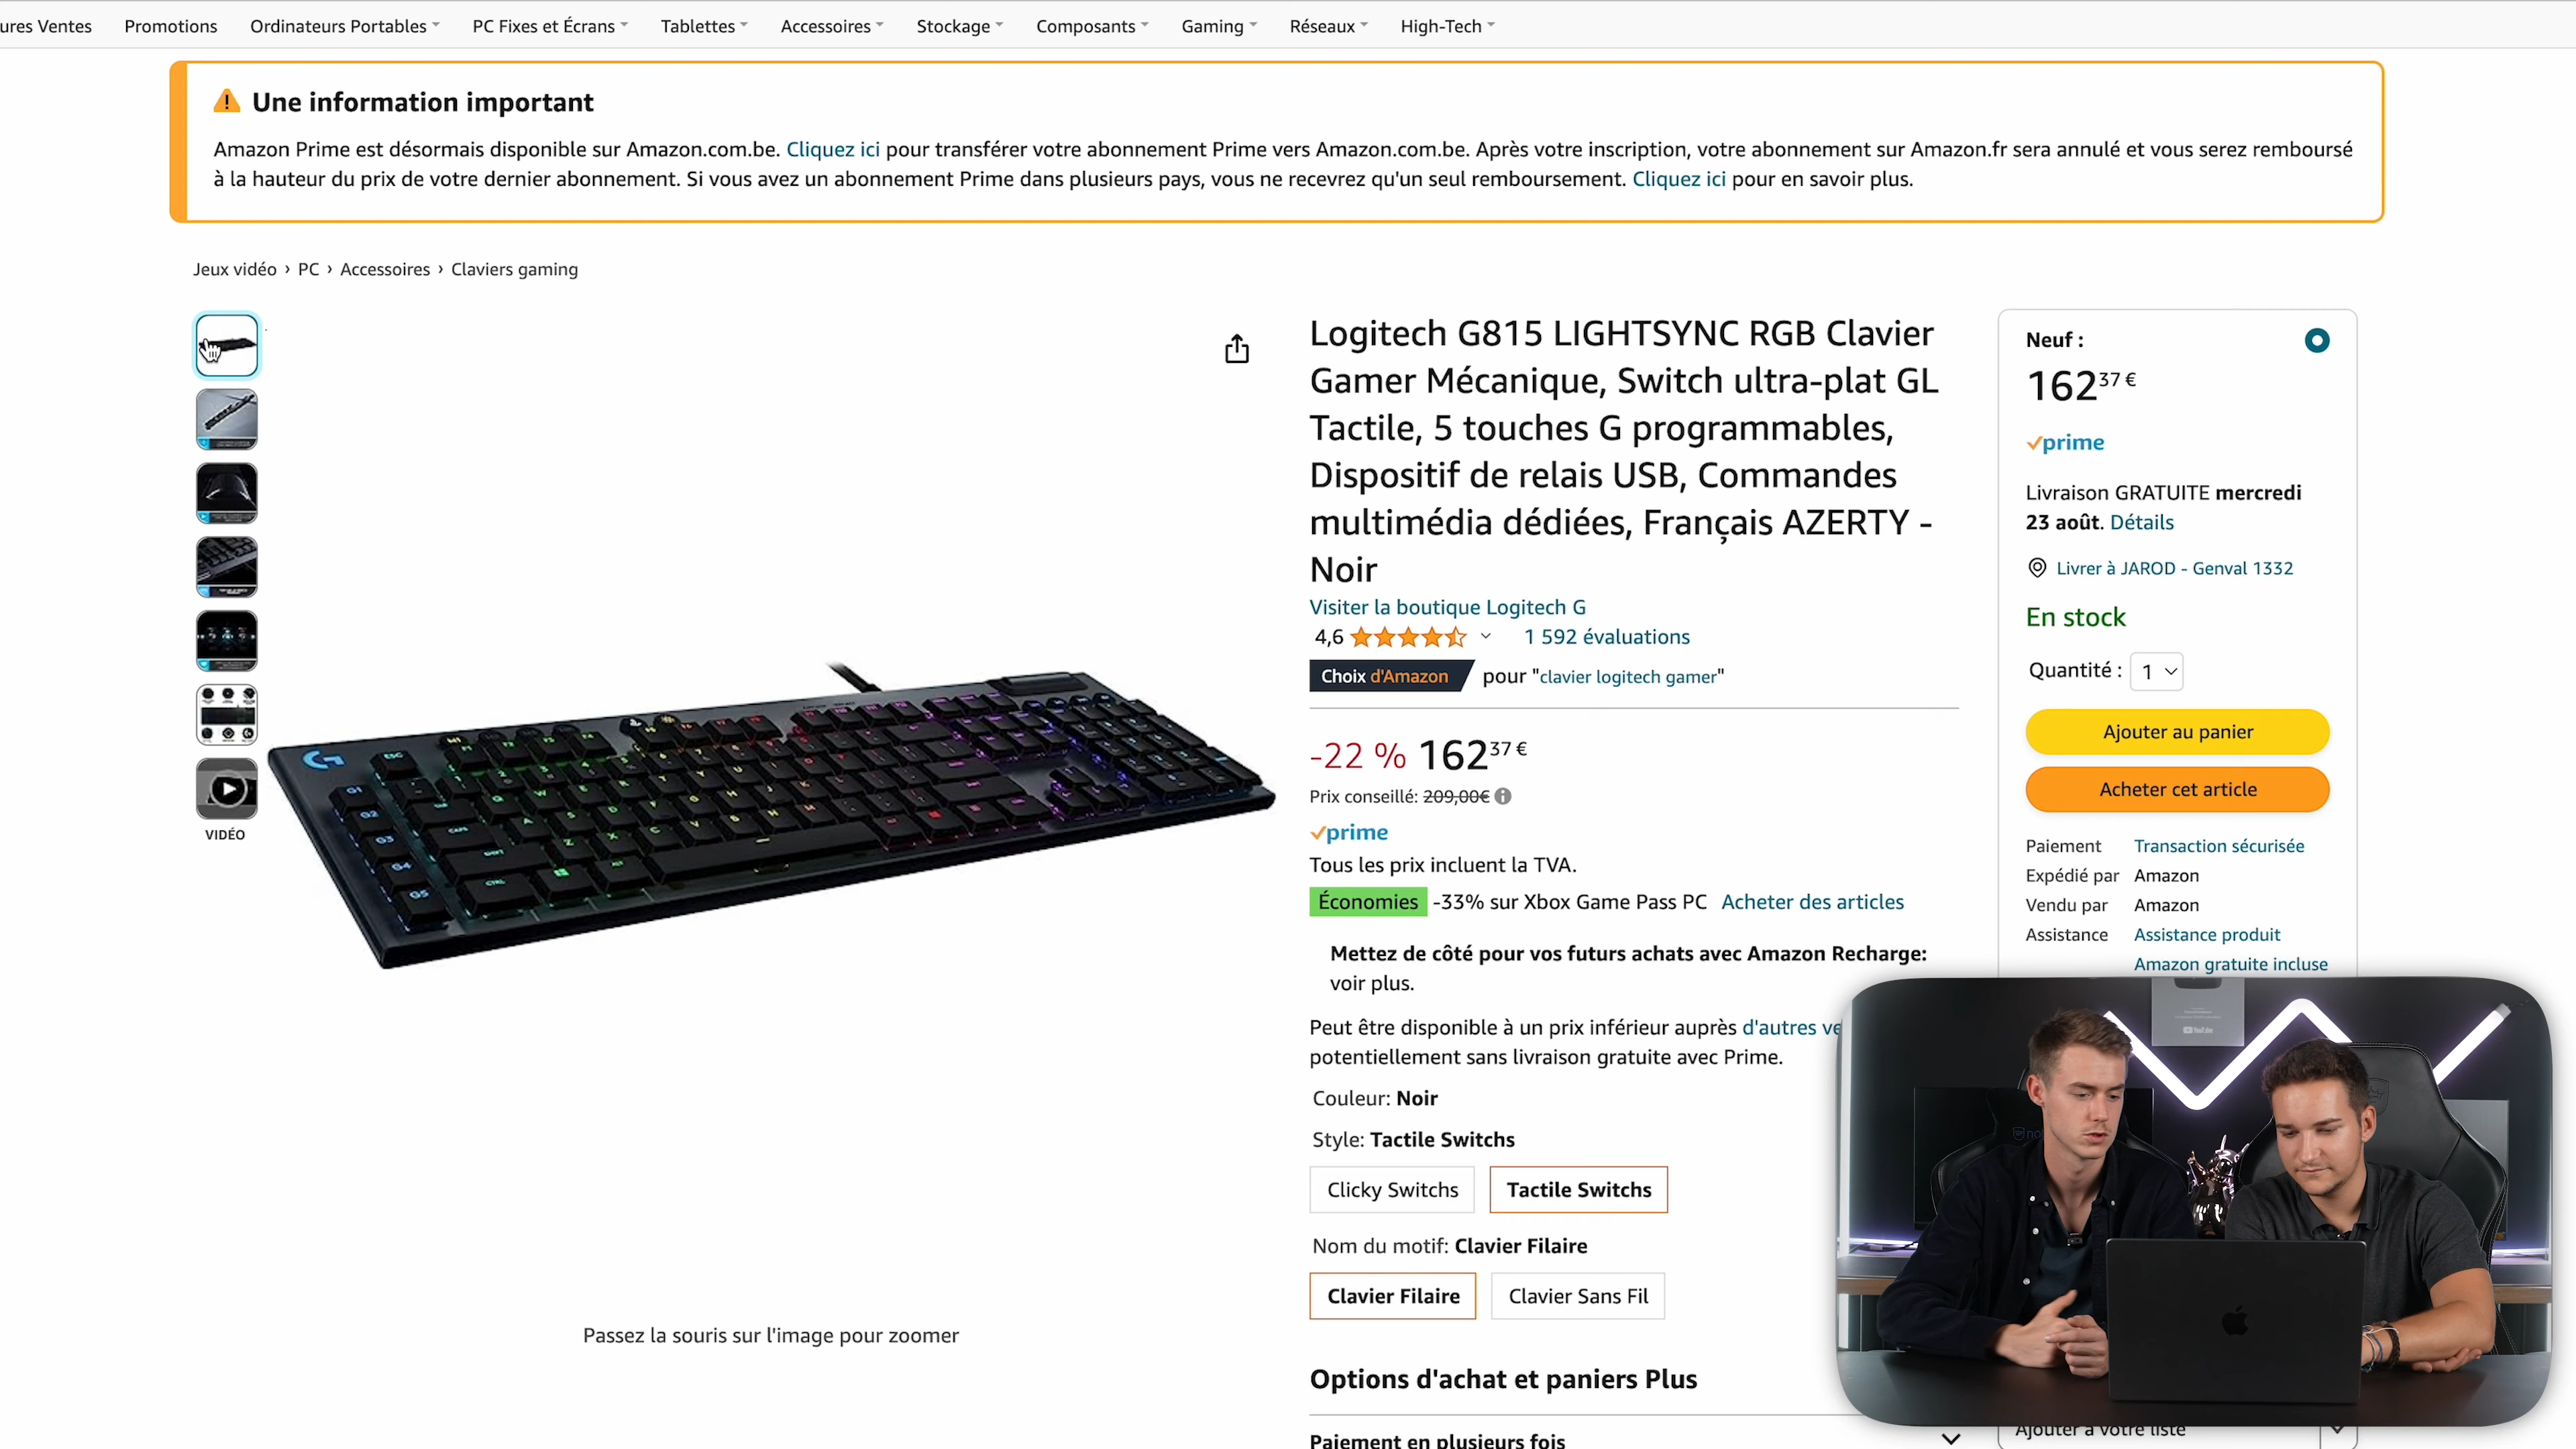 ures Ventes Promotions Ordinateurs Portables PC Fixes et Écrans Tablettes Accessoires Stockage Composants Gaming Réseaux High-Tech
Une information important
Amazon Prime est désormais disponible sur Amazon.com.be. Cliquez ici pour transférer votre abonnement Prime vers Amazon.com.be. Après votre inscription, votre abonnement sur Amazon.fr sera annulé et vous serez remboursé
à la hauteur du prix de votre dernier abonnement. Si vous avez un abonnement Prime dans plusieurs pays, vous ne recevrez qu'un seul remboursement. Cliquez ici pour en savoir plus.
Jeux vidéo › PC › Accessoires › Claviers gaming
VIDÉO
G1
G2
G3
G4
G5
ESC
Passez la souris sur l'image pour zoomer
Logitech G815 LIGHTSYNC RGB Clavier
Gamer Mécanique, Switch ultra-plat GL
Tactile, 5 touches G programmables,
Dispositif de relais USB, Commandes
multimédia dédiées, Français AZERTY -
Noir
Visiter la boutique Logitech G
4,6 1 592 évaluations
Choix d'Amazon pour "clavier logitech gamer"
-22 % 162 37 €
Prix conseillé: 209,00€
prime
Tous les prix incluent la TVA.
Économies -33% sur Xbox Game Pass PC Acheter des articles
Mettez de côté pour vos futurs achats avec Amazon Recharge:
voir plus.
Peut être disponible à un prix inférieur auprès d'autres ve
potentiellement sans livraison gratuite avec Prime.
Couleur: Noir
Style: Tactile Switchs
Clicky Switchs Tactile Switchs
Nom du motif: Clavier Filaire
Clavier Filaire Clavier Sans Fil
Options d'achat et paniers Plus
Paiement en plusieurs fois
Neuf :
162 37 €
prime
Livraison GRATUITE mercredi
23 août. Détails
Livrer à JAROD - Genval 1332
En stock
Quantité : 1
Ajouter au panier
Acheter cet article
Paiement Transaction sécurisée
Expédié par Amazon
Vendu par Amazon
Assistance Assistance produit
Amazon gratuite incluse
YouTube
Ajouter à votre liste